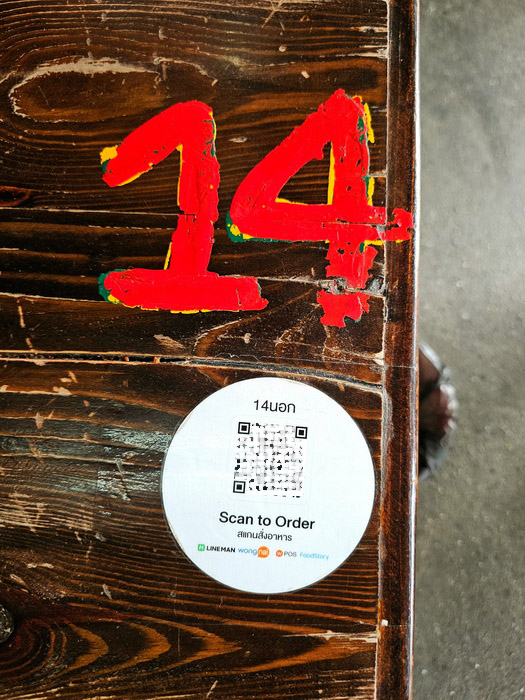 14
14นอก
Scan to Order
สแกนสั่งอาหาร
LINEMAN wongnai POS FoodStory